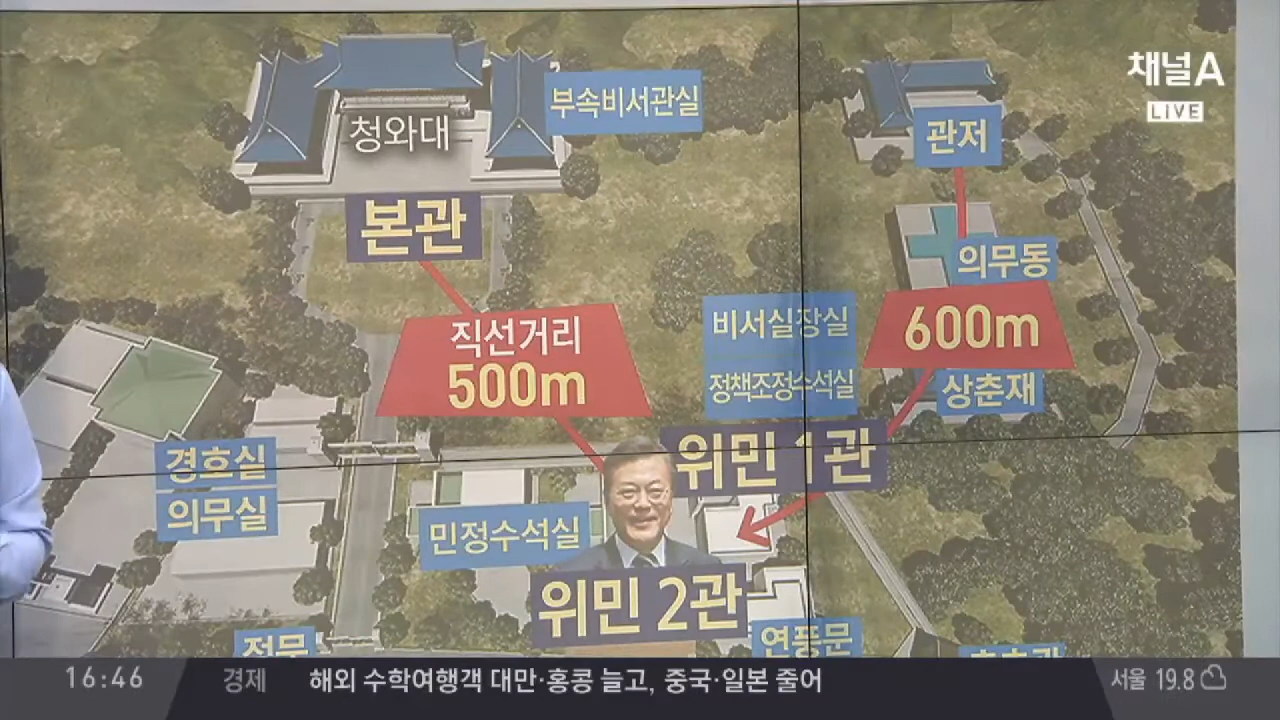 채널A
LIVE
부속비서관실
청와대
관저
본관
의무동
직선거리
500m
비서실장실
정책조정수석실
600m
상춘재
위민 1관
경호실
의무실
민정수석실
위민 2관
정문
연풍문
16:46
경제
해외 수학여행객 대만·홍콩 늘고, 중국·일본 줄어
서울 19.8